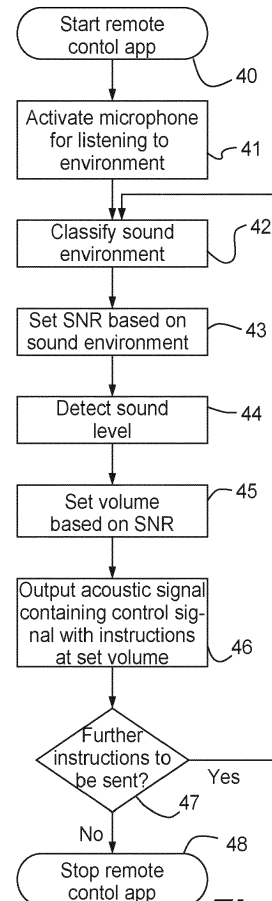 Start remote
contol app
40
Activate microphone
for listening to
environment
41
Classify sound
environment
42
Set SNR based on
sound environment
43
Detect sound
level
44
Set volume
based on SNR
45
Output acoustic signal
containing control sig-
nal with instructions
at set volume
46
Further
instructions to
be sent?
Yes
47
No
48
Stop remote
contol app